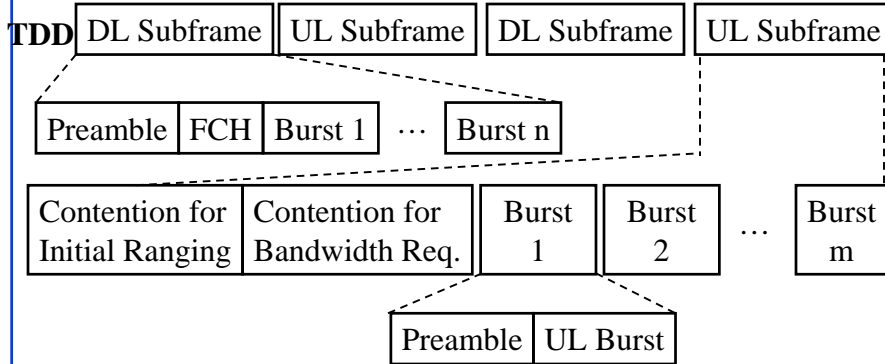 TDD DL Subframe UL Subframe DL Subframe UL Subframe
Preamble FCH Burst 1 … Burst n
Contention for Contention for Burst Burst … Burst
Initial Ranging Bandwidth Req. 1 2 m
Preamble UL Burst